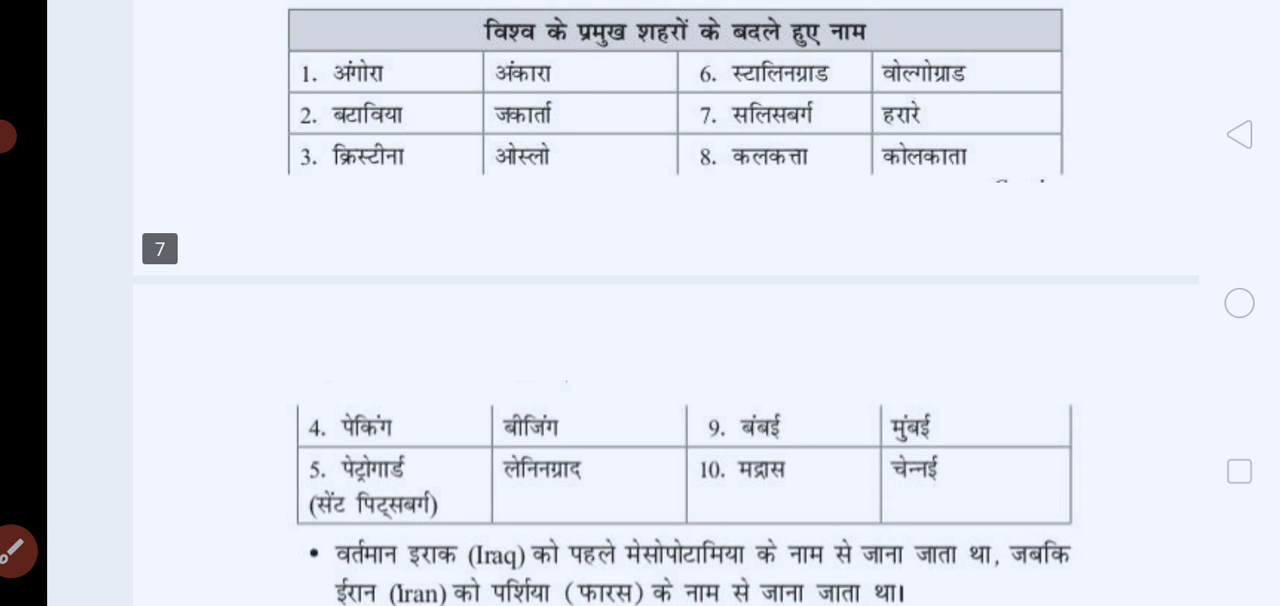 विश्व के प्रमुख शहरों के बदले हुए नाम
1. अंगोरा अंकारा 6. स्टालिनग्राड वोल्गोग्राड
2. बटाविया जकार्ता 7. सलिसबर्ग हरारे
3. क्रिस्टीना ओस्लो 8. कलकत्ता कोलकाता
7
4. पेकिंग बीजिंग 9. बंबई मुंबई
5. पेट्रोगार्ड लेनिनग्राद 10. मद्रास चेन्नई
(सेंट पिट्सबर्ग)
• वर्तमान इराक (Iraq) को पहले मेसोपोटामिया के नाम से जाना जाता था, जबकि
ईरान (Iran) को पर्शिया (फारस) के नाम से जाना जाता था।